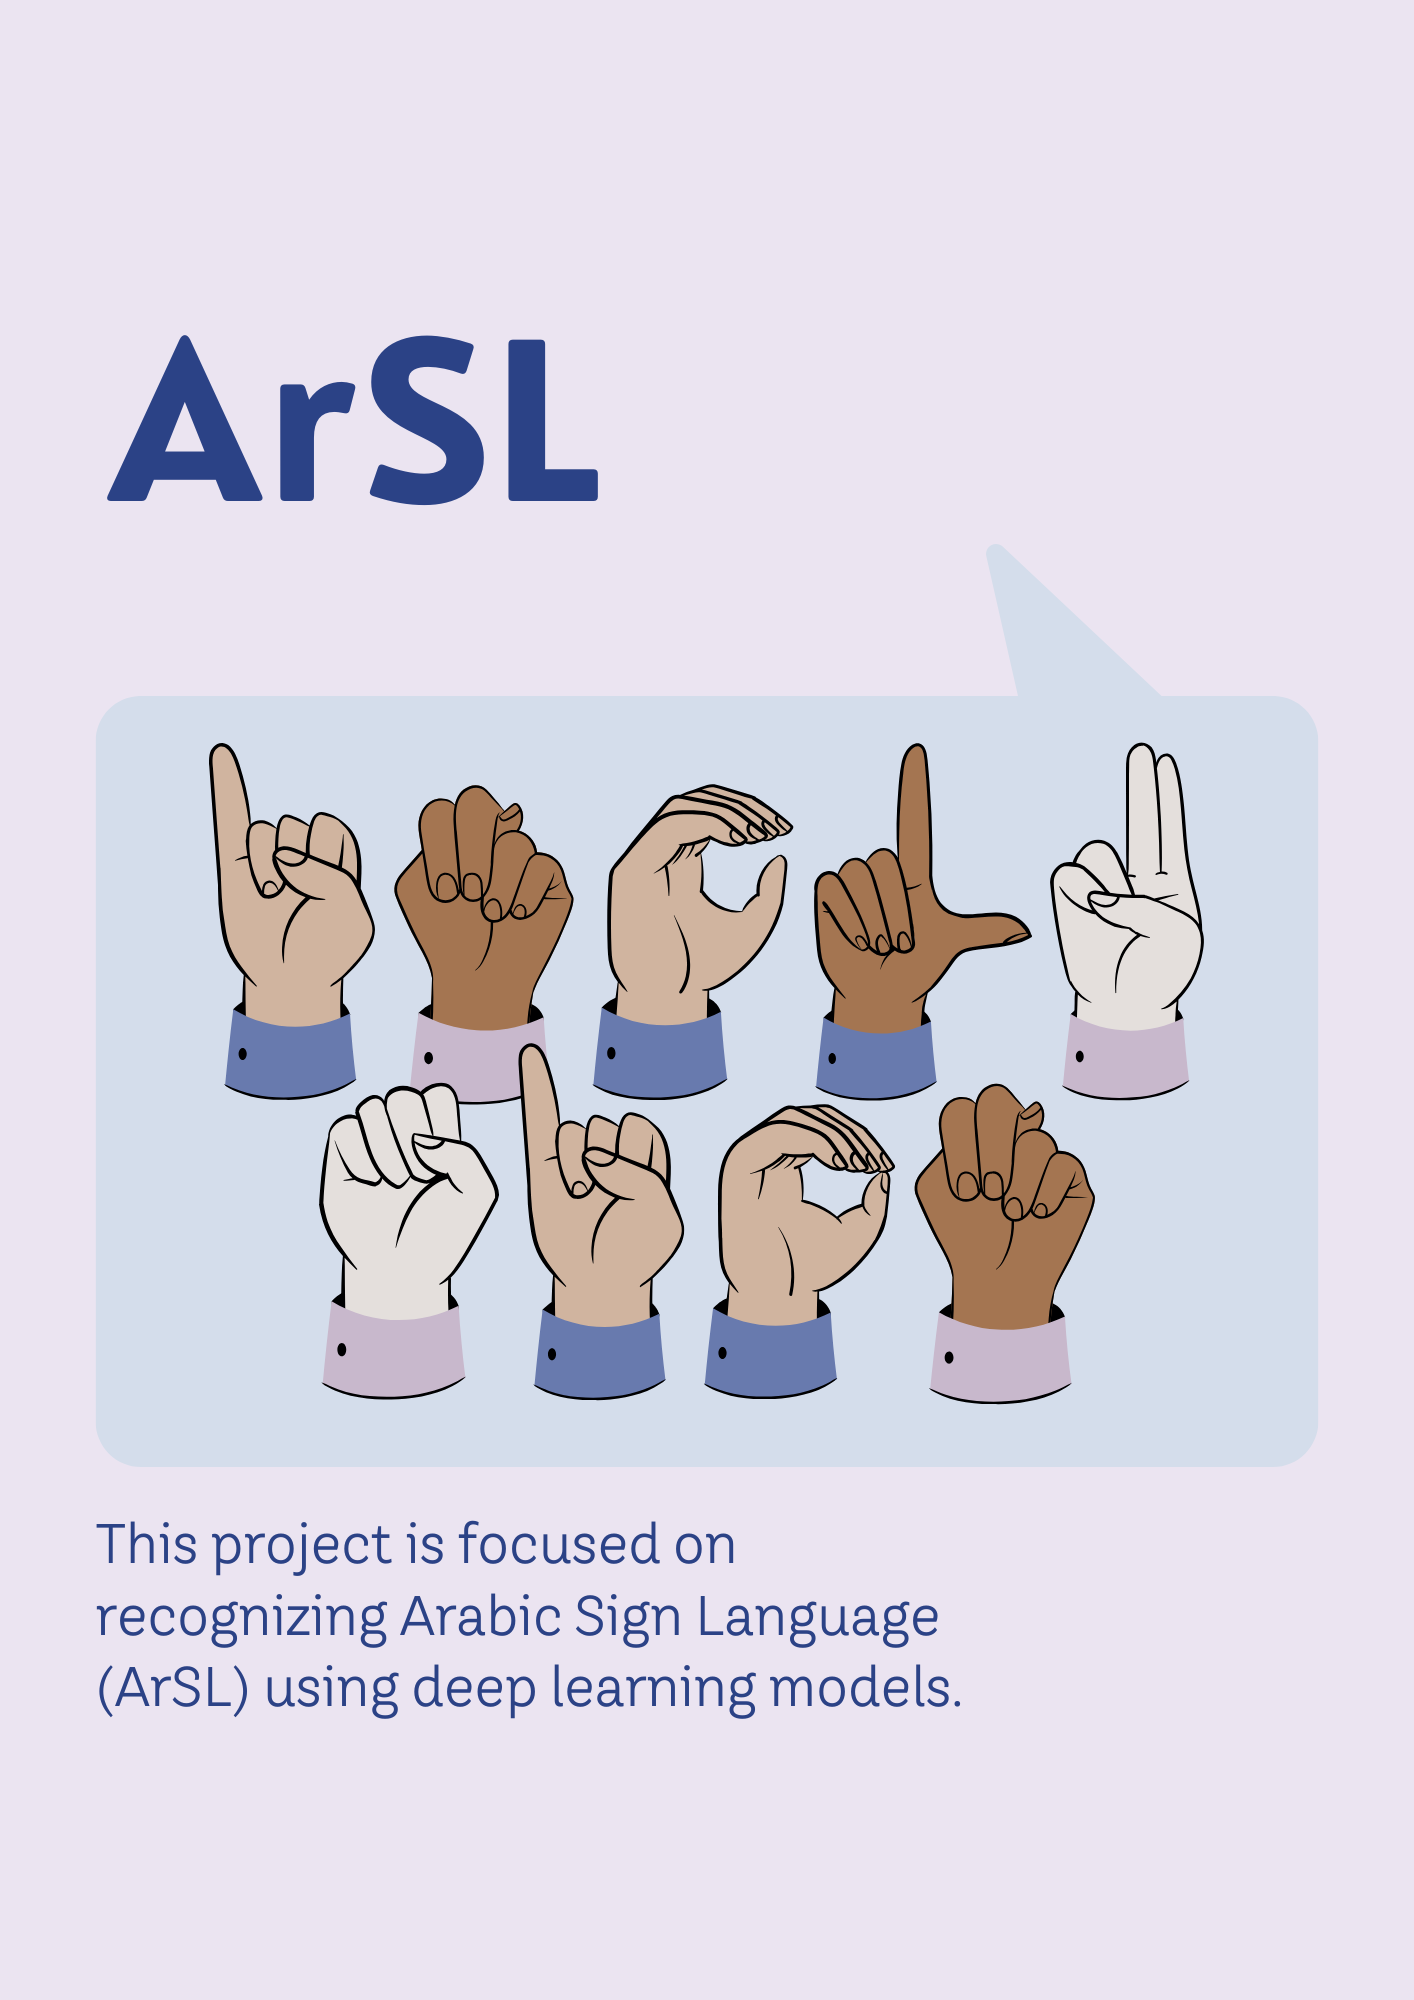 ArSL
This project is focused on
recognizing Arabic Sign Language
(ArSL) using deep learning models.